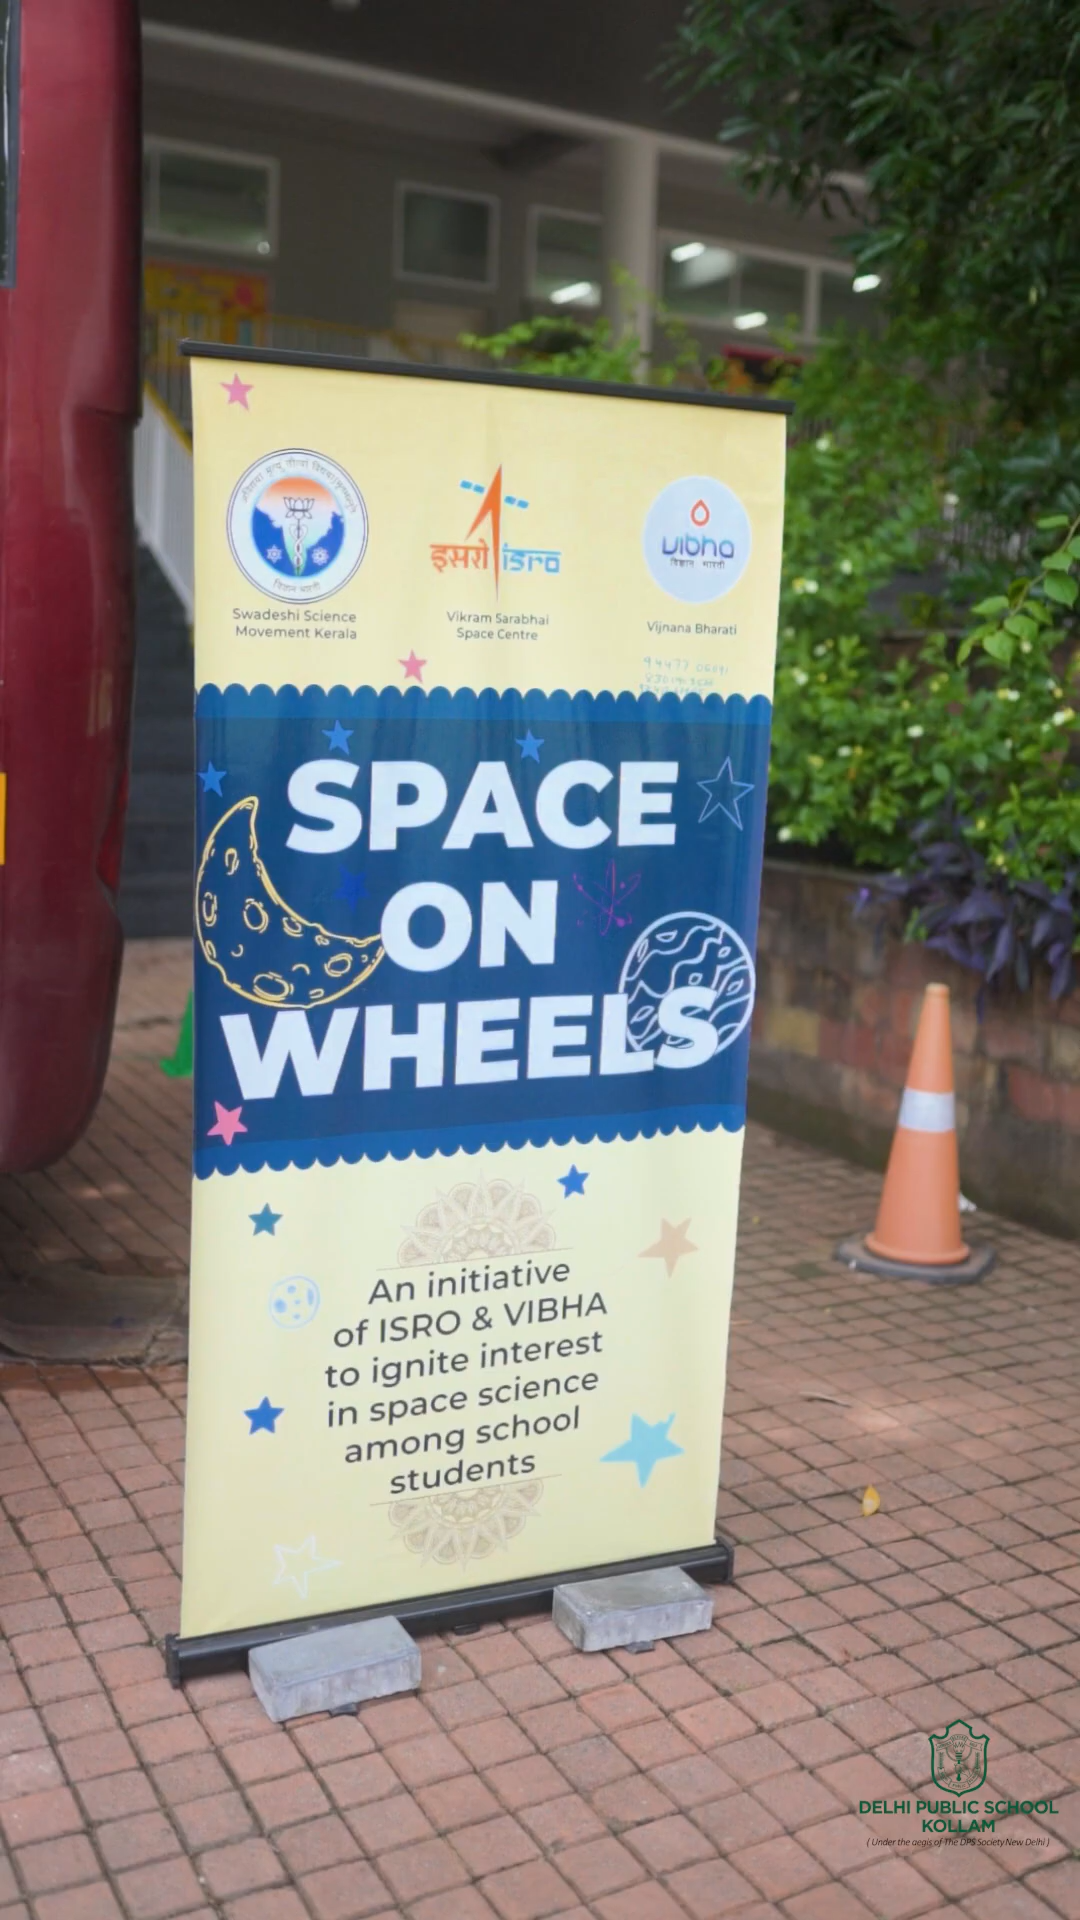 इसरो isro
vibha
विज्ञान भारती
विज्ञान भारती
Swadeshi Science
Movement Kerala
Vikram Sarabhai
Space Centre
Vijnana Bharati
SPACE
ON
WHEELS
An initiative
of ISRO & VIBHA
to ignite interest
in space science
among school
students
DELHI PUBLIC SCHOOL
KOLLAM
( Under the aegis of The DPS Society New Delhi )